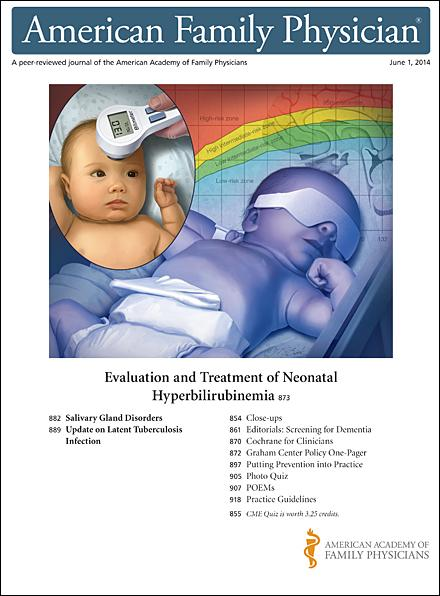 American Family Physician®
A peer-reviewed journal of the American Academy of Family Physicians June 1, 2014
High-risk zone
High intermediate-risk zone
Low intermediate-risk zone
Low-risk zone
132
Evaluation and Treatment of Neonatal
Hyperbilirubinemia 873
882 Salivary Gland Disorders
889 Update on Latent Tuberculosis
Infection
854 Close-ups
861 Editorials: Screening for Dementia
870 Cochrane for Clinicians
872 Graham Center Policy One-Pager
897 Putting Prevention into Practice
905 Photo Quiz
907 POEMs
918 Practice Guidelines
855 CME Quiz is worth 3.25 credits.
AMERICAN ACADEMY OF
FAMILY PHYSICIANS